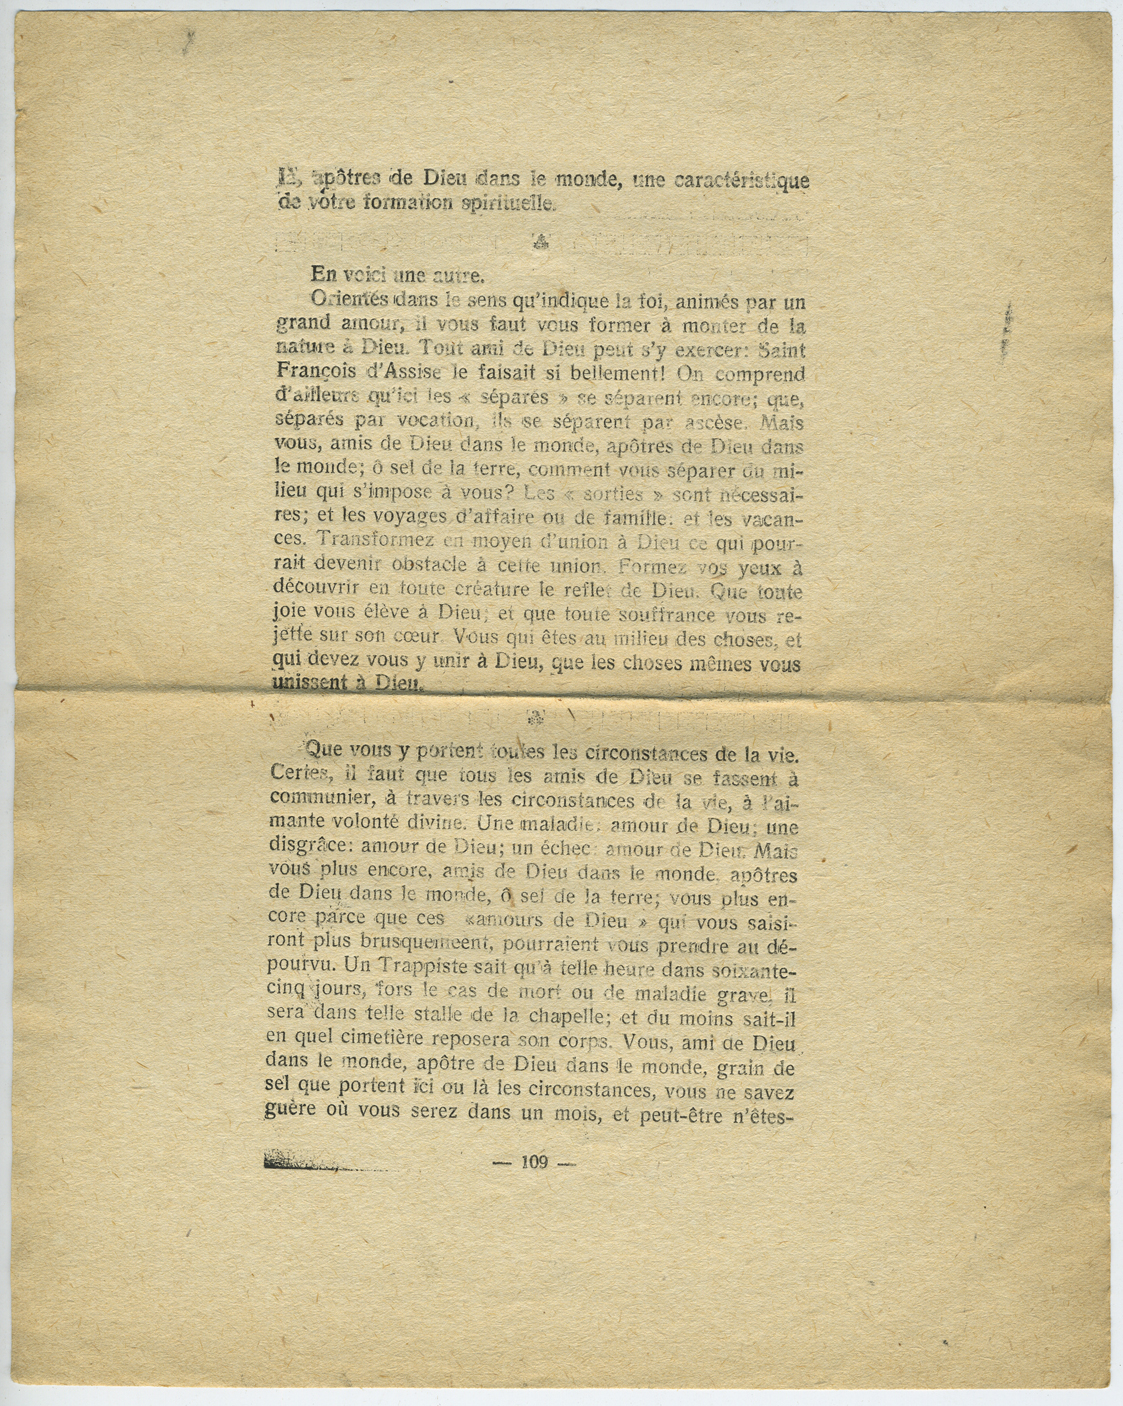 Là, apôtres de Dieu dans le monde, une caractéristique
de vôtre formation spirituelle.
En voici une autre.
Orientés dans le sens qu'indique la foi, animés par un
grand amour, il vous faut vous former à monter de la
nature à Dieu. Tout ami de Dieu peut s'y exercer: Saint
François d'Assise le faisait si bellement! On comprend
d'ailleurs qu'ici les « séparés » se séparent encore; que,
séparés par vocation, ils se séparent par ascèse. Mais
vous, amis de Dieu dans le monde, apôtres de Dieu dans
le monde; ô sel de la terre, comment vous séparer du mi-
lieu qui s'impose à vous? Les « sorties » sont nécessai-
res; et les voyages d'affaire ou de famille; et les vacan-
ces. Transformez en moyen d'union à Dieu ce qui pour-
rait devenir obstacle à cette union. Formez vos yeux à
découvrir en toute créature le reflet de Dieu. Que toute
joie vous élève à Dieu; et que toute souffrance vous re-
jette sur son cœur. Vous qui êtes au milieu des choses, et
qui devez vous y unir à Dieu, que les choses mêmes vous
unissent à Dieu.
Que vous y portent toutes les circonstances de la vie.
Certes, il faut que tous les amis de Dieu se fassent à
communier, à travers les circonstances de la vie, à l'ai-
mante volonté divine. Une maladie: amour de Dieu; une
disgrâce: amour de Dieu; un échec: amour de Dieu. Mais
vous plus encore, amis de Dieu dans le monde, apôtres
de Dieu dans le monde, ô sel de la terre; vous plus en-
core parce que ces «amours de Dieu » qui vous saisi-
ront plus brusquemeent, pourraient vous prendre au dé-
pourvu. Un Trappiste sait qu'à telle heure dans soixante-
cinq jours, fors le cas de mort ou de maladie grave, il
sera dans telle stalle de la chapelle; et du moins sait-il
en quel cimetière reposera son corps. Vous, ami de Dieu
dans le monde, apôtre de Dieu dans le monde, grain de
sel que portent ici ou là les circonstances, vous ne savez
guère où vous serez dans un mois, et peut-être n'êtes-
— 109 —